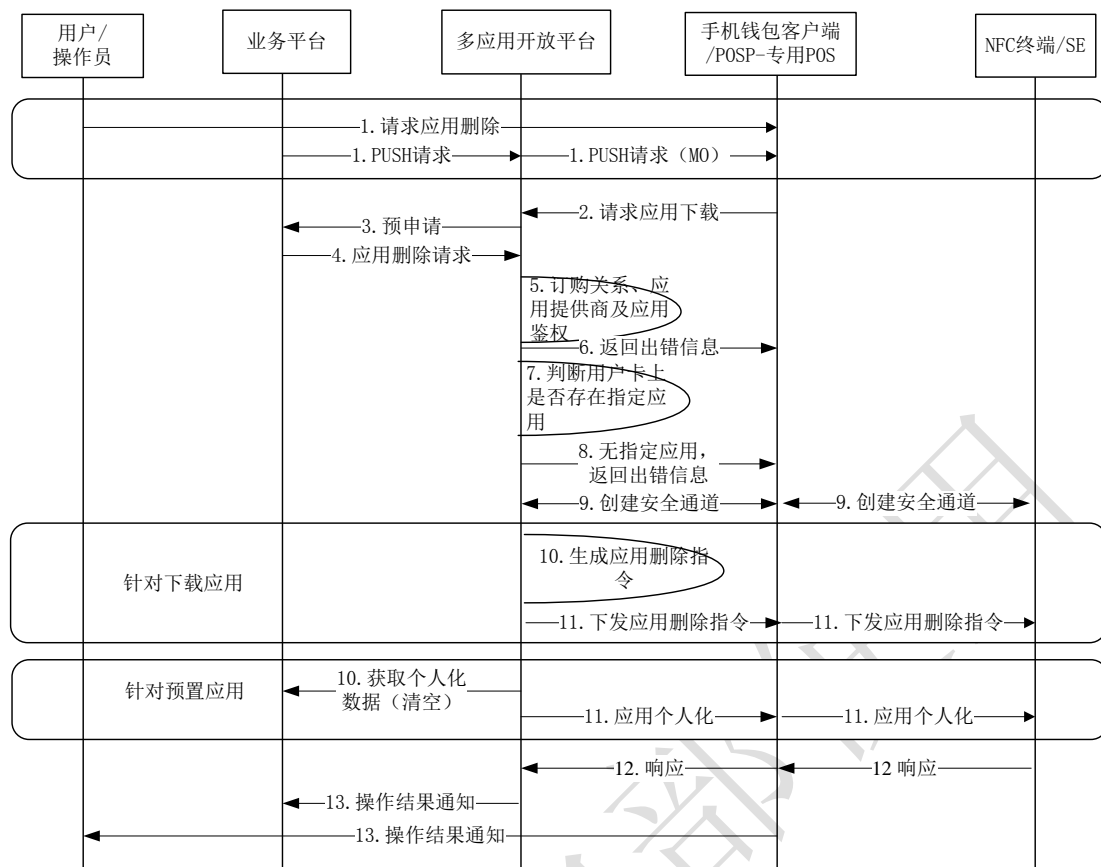 用户/
操作员
业务平台
多应用开放平台
手机钱包客户端
/POSP-专用POS
NFC终端/SE
1.请求应用删除
1.PUSH请求
1.PUSH请求（MO）
2.请求应用下载
3.预申请
4.应用删除请求
5.订购关系、应
用提供商及应用
鉴权
6.返回出错信息
7.判断用户卡上
是否存在指定应
用
8.无指定应用，
返回出错信息
9.创建安全通道
9.创建安全通道
针对下载应用
10.生成应用删除指
令
11.下发应用删除指令
11.下发应用删除指令
针对预置应用
10.获取个人化
数据（清空）
11.应用个人化
11.应用个人化
12.响应
12 响应
13.操作结果通知
13.操作结果通知
部使用